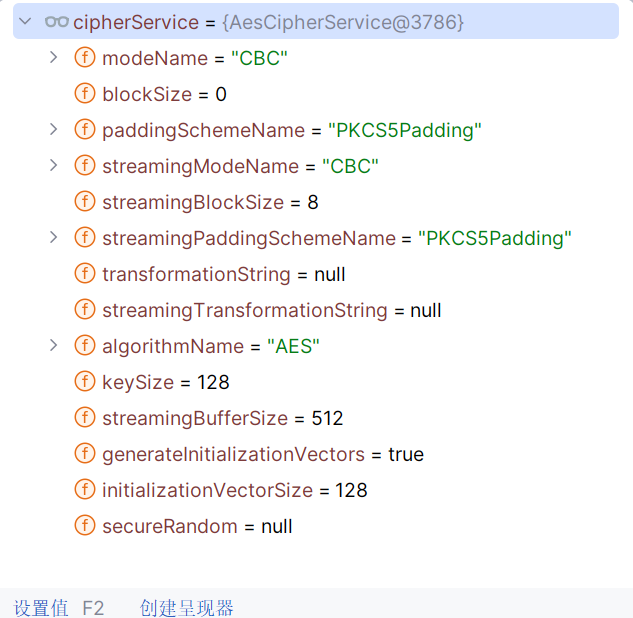 cipherService = {AesCipherService@3786}
f modeName = "CBC"
f blockSize = 0
f paddingSchemeName = "PKCS5Padding"
f streamingModeName = "CBC"
f streamingBlockSize = 8
f streamingPaddingSchemeName = "PKCS5Padding"
f transformationString = null
f streamingTransformationString = null
f algorithmName = "AES"
f keySize = 128
f streamingBufferSize = 512
f generateInitializationVectors = true
f initializationVectorSize = 128
f secureRandom = null
设置值 F2 创建呈现器